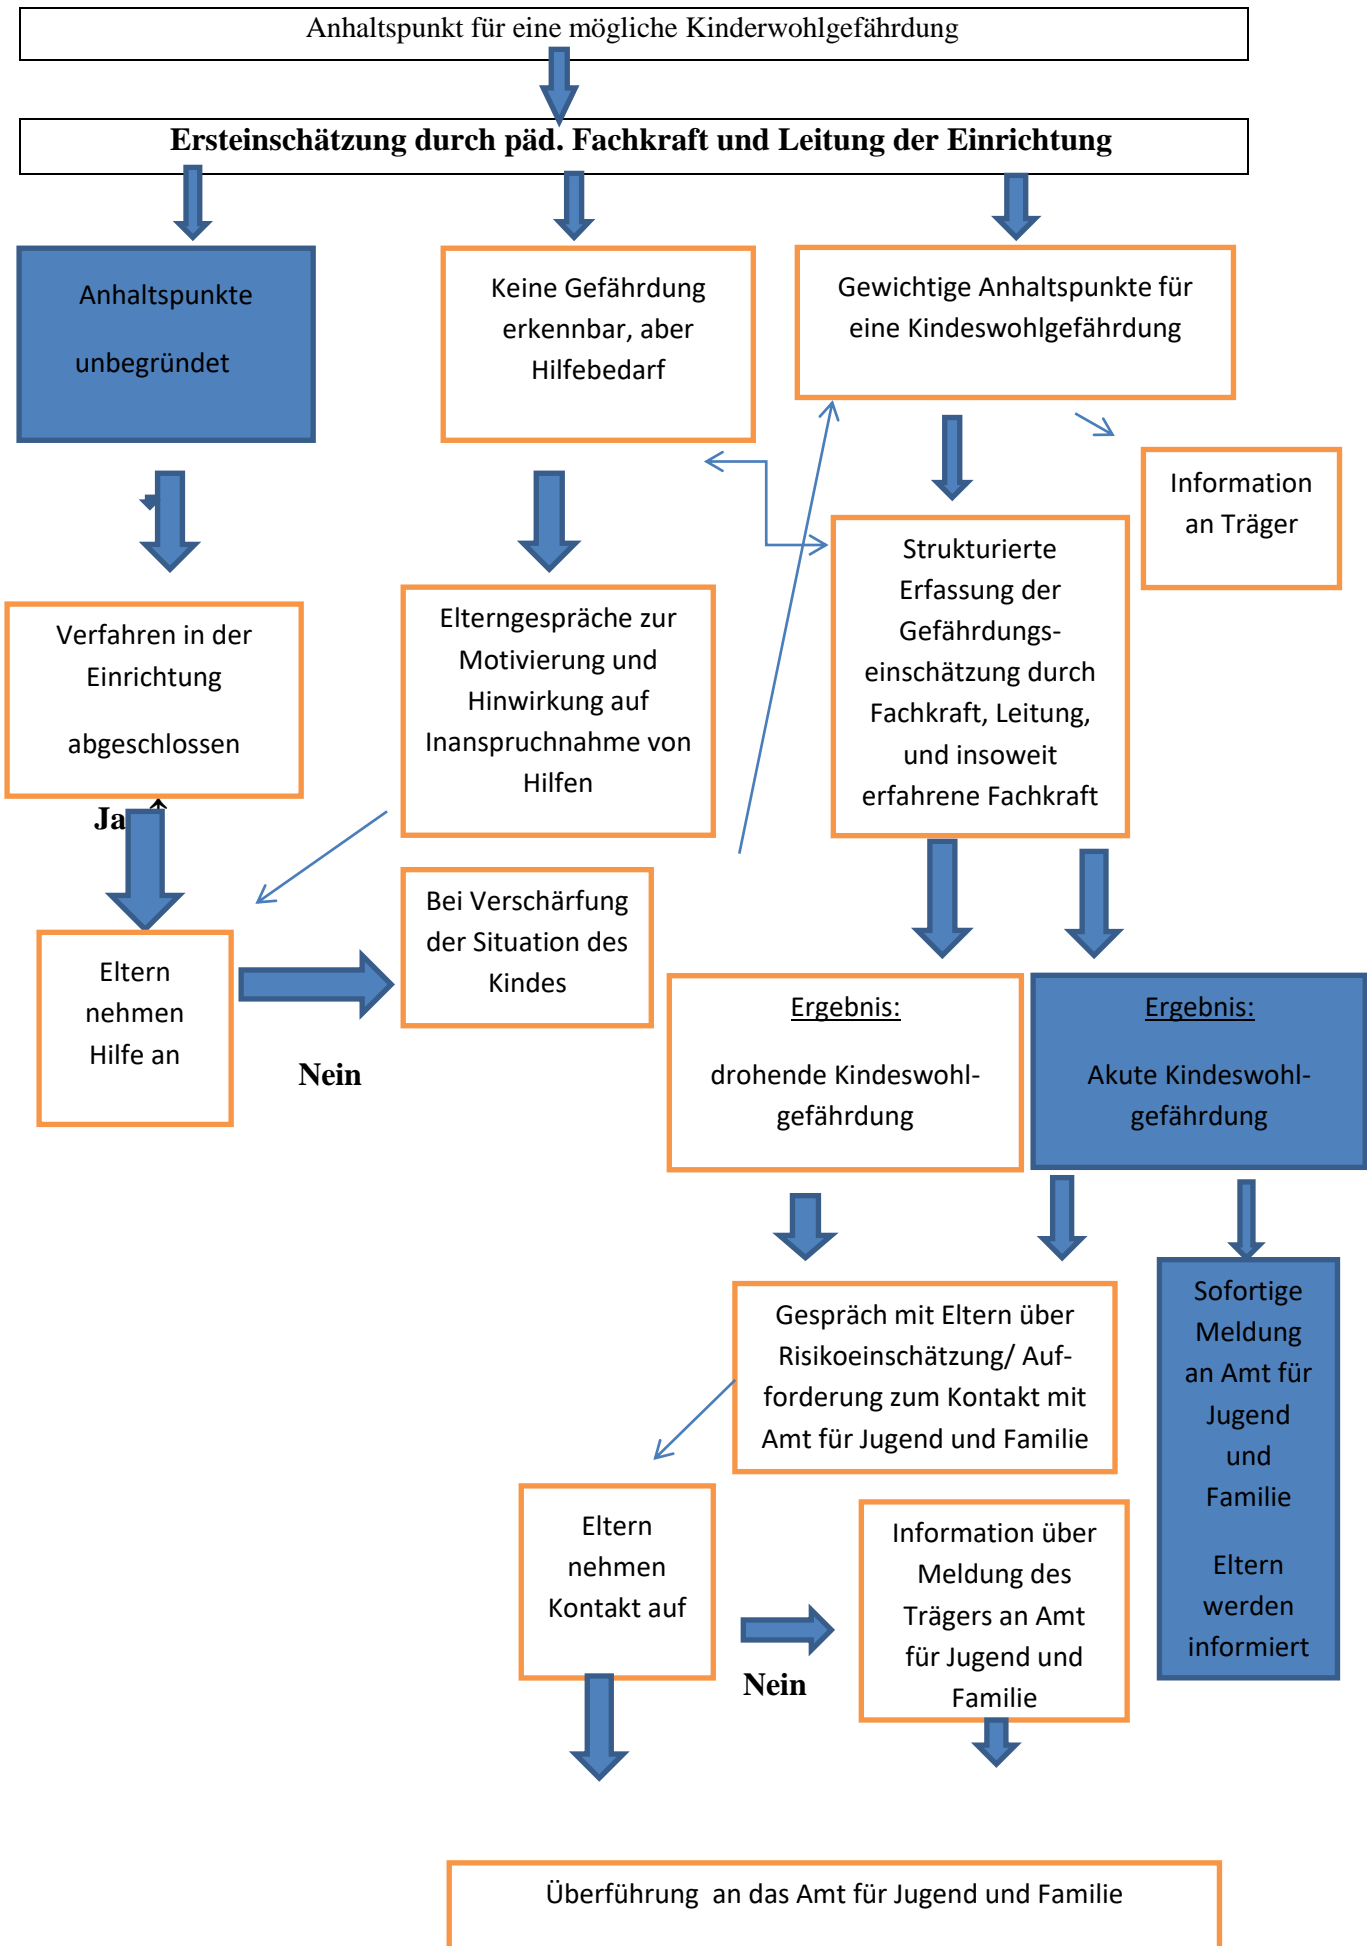 Anhaltspunkt für eine mögliche Kinderwohlgefährdung
Ersteinschätzung durch päd. Fachkraft und Leitung der Einrichtung
Anhaltspunkte
unbegründet
Keine Gefährdung
erkennbar, aber
Hilfebedarf
Gewichtige Anhaltspunkte für
eine Kindeswohlgefährdung
Information
an Träger
Strukturierte
Erfassung der
Gefährdungs-
einschätzung durch
Fachkraft, Leitung,
und insoweit
erfahrene Fachkraft
Verfahren in der
Einrichtung
abgeschlossen
Elterngespräche zur
Motivierung und
Hinwirkung auf
Inanspruchnahme von
Hilfen
Ja
Bei Verschärfung
der Situation des
Kindes
Eltern
nehmen
Hilfe an
Nein
Ergebnis:
drohende Kindeswohl-
gefährdung
Ergebnis:
Akute Kindeswohl-
gefährdung
Gespräch mit Eltern über
Risikoeinschätzung/ Auf-
forderung zum Kontakt mit
Amt für Jugend und Familie
Sofortige
Meldung
an Amt für
Jugend
und
Familie
Eltern
werden
informiert
Eltern
nehmen
Kontakt auf
Nein
Information über
Meldung des
Trägers an Amt
für Jugend und
Familie
Überführung an das Amt für Jugend und Familie